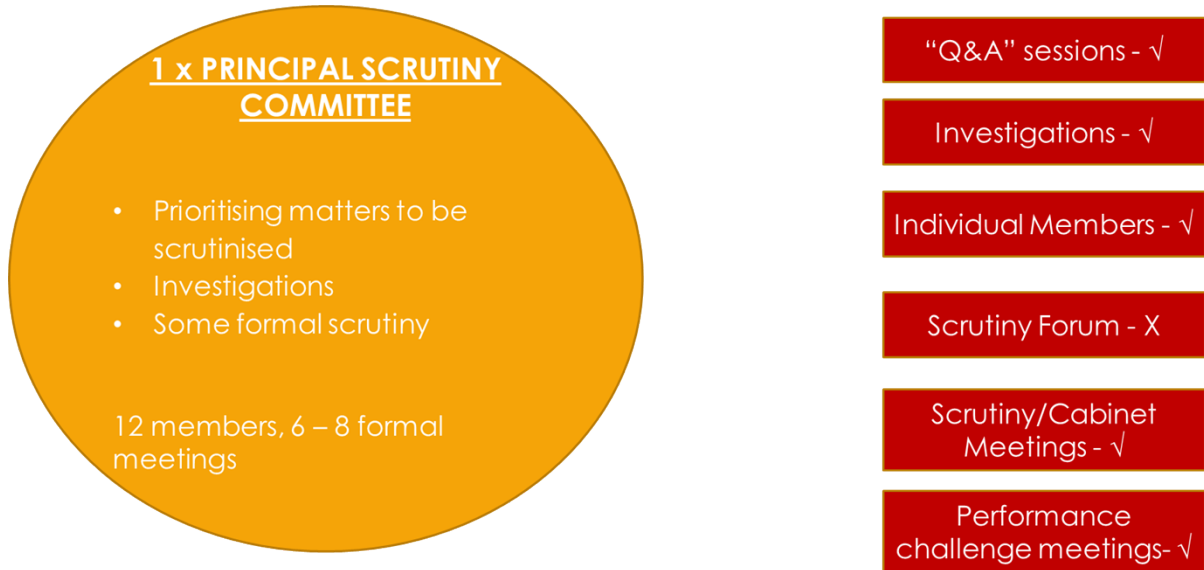 1 x PRINCIPAL SCRUTINY
COMMITTEE
• Prioritising matters to be
scrutinised
• Investigations
• Some formal scrutiny
12 members, 6 – 8 formal
meetings
“Q&A” sessions - √
Investigations - √
Individual Members - √
Scrutiny Forum - X
Scrutiny/Cabinet
Meetings - √
Performance
challenge meetings- √